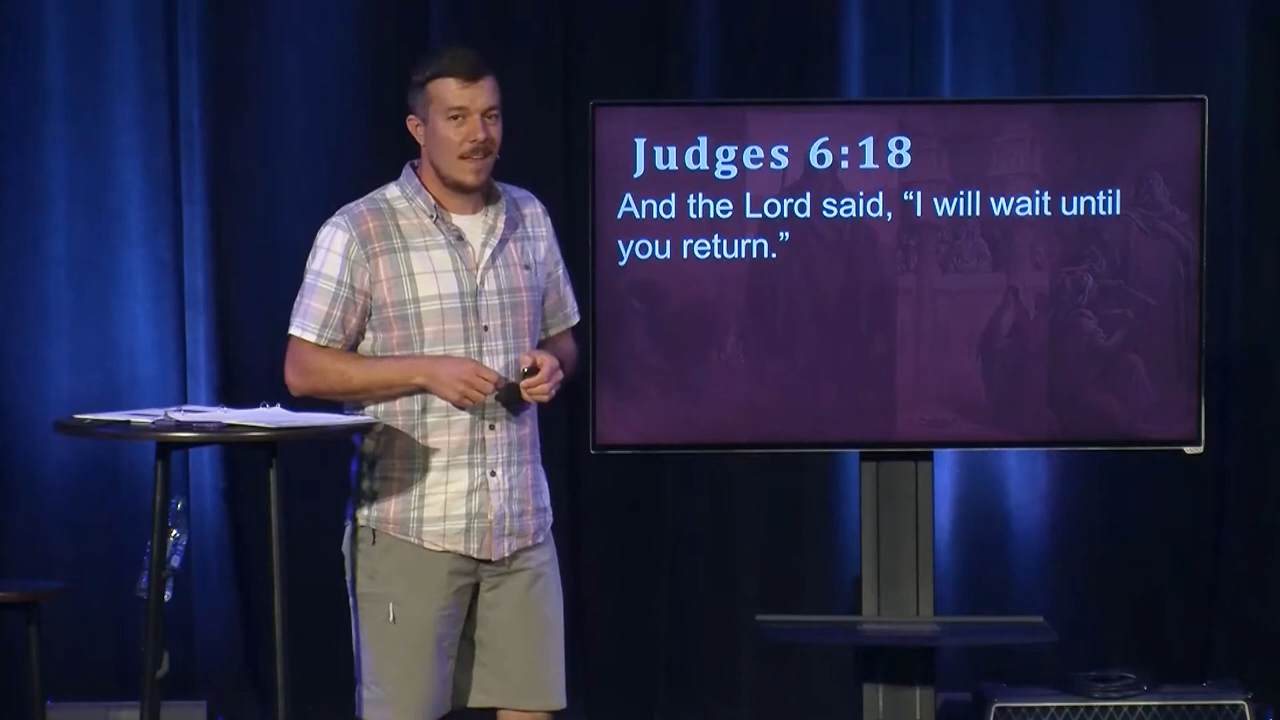 Judges 6:18
And the Lord said, “I will wait until
you return.”